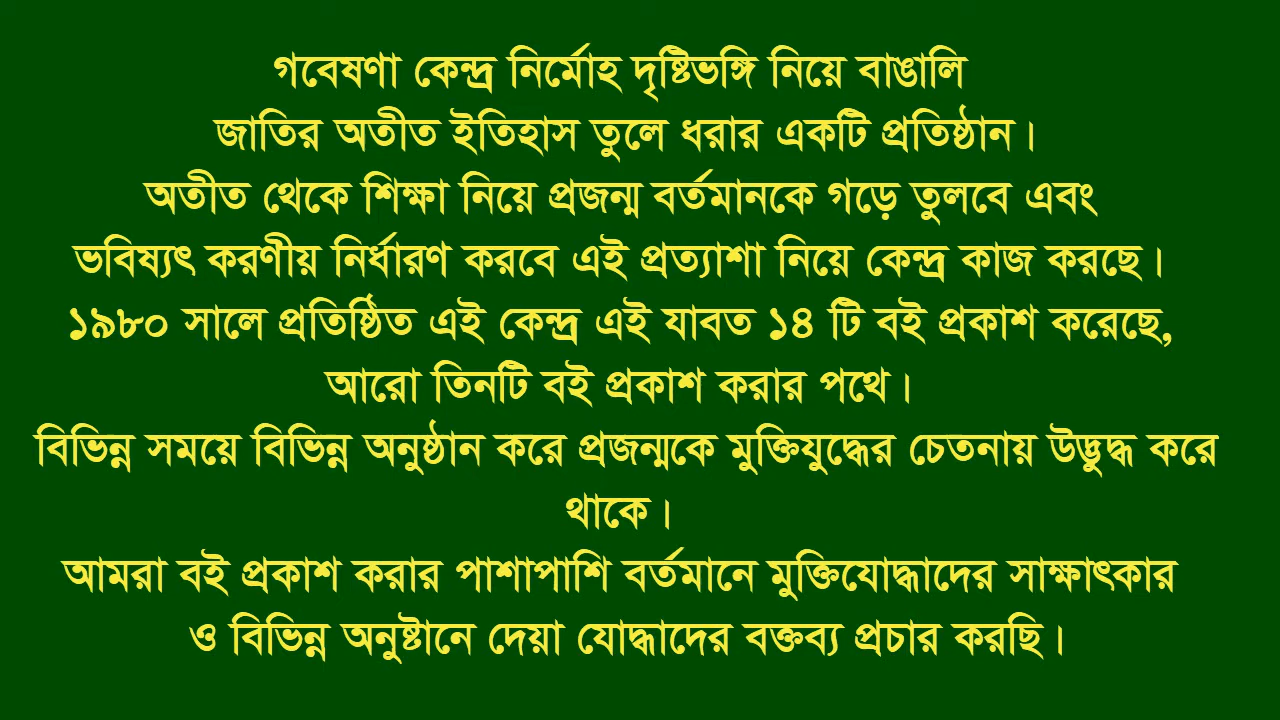 গবেষণা কেন্দ্র নির্মোহ দৃষ্টিভঙ্গি নিয়ে বাঙালি
জাতির অতীত ইতিহাস তুলে ধরার একটি প্রতিষ্ঠান।
অতীত থেকে শিক্ষা নিয়ে প্রজন্ম বর্তমানকে গড়ে তুলবে এবং
ভবিষ্যৎ করণীয় নির্ধারণ করবে এই প্রত্যাশা নিয়ে কেন্দ্র কাজ করছে।
১৯৮০ সালে প্রতিষ্ঠিত এই কেন্দ্র এই যাবত ১৪ টি বই প্রকাশ করেছে,
আরো তিনটি বই প্রকাশ করার পথে।
বিভিন্ন সময়ে বিভিন্ন অনুষ্ঠান করে প্রজন্মকে মুক্তিযুদ্ধের চেতনায় উদ্ভুদ্ধ করে
থাকে।
আমরা বই প্রকাশ করার পাশাপাশি বর্তমানে মুক্তিযোদ্ধাদের সাক্ষাৎকার
ও বিভিন্ন অনুষ্টানে দেয়া যোদ্ধাদের বক্তব্য প্রচার করছি।